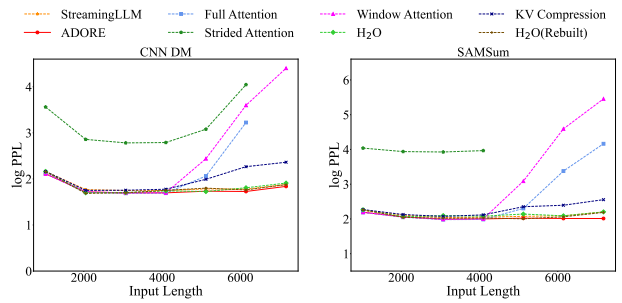 StreamingLLM Full Attention Window Attention KV Compression
ADORE Strided Attention H₂O H₂O(Rebuilt)
CNN DM SAMSum
log PPL
4
3
2
1
0
2000 4000 6000
Input Length
log PPL
6
5
4
3
2
1
2000 4000 6000
Input Length